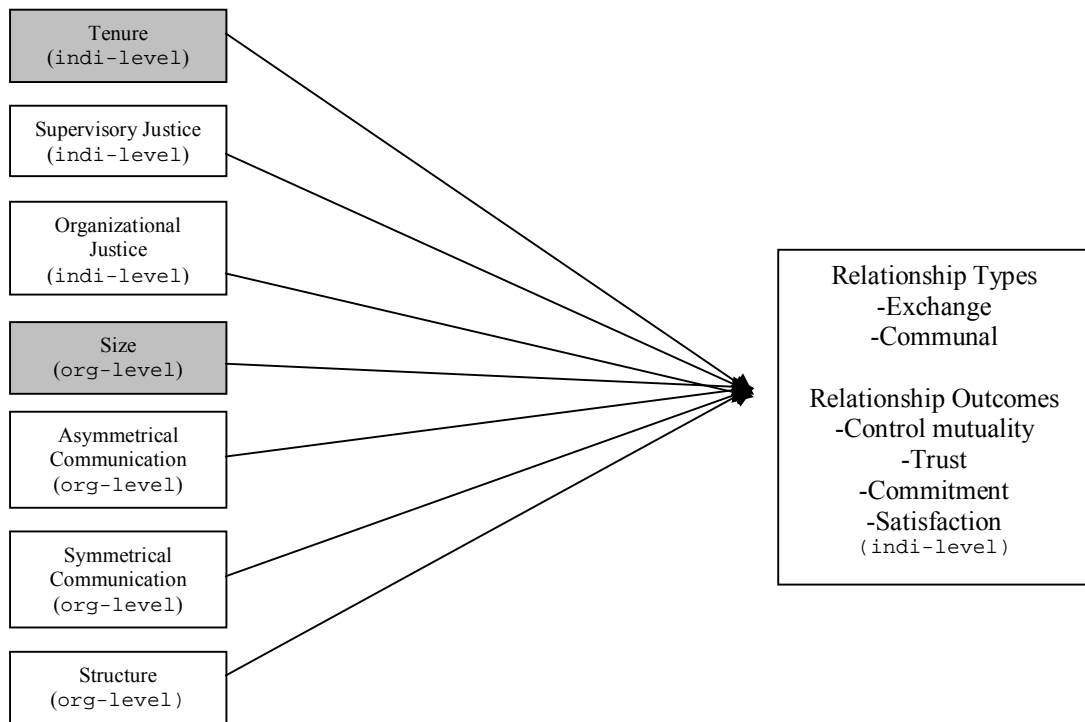 Tenure
(indi-level)
Supervisory Justice
(indi-level)
Organizational
Justice
(indi-level)
Size
(org-level)
Asymmetrical
Communication
(org-level)
Symmetrical
Communication
(org-level)
Structure
(org-level)
Relationship Types
-Exchange
-Communal
Relationship Outcomes
-Control mutuality
-Trust
-Commitment
-Satisfaction
(indi-level)